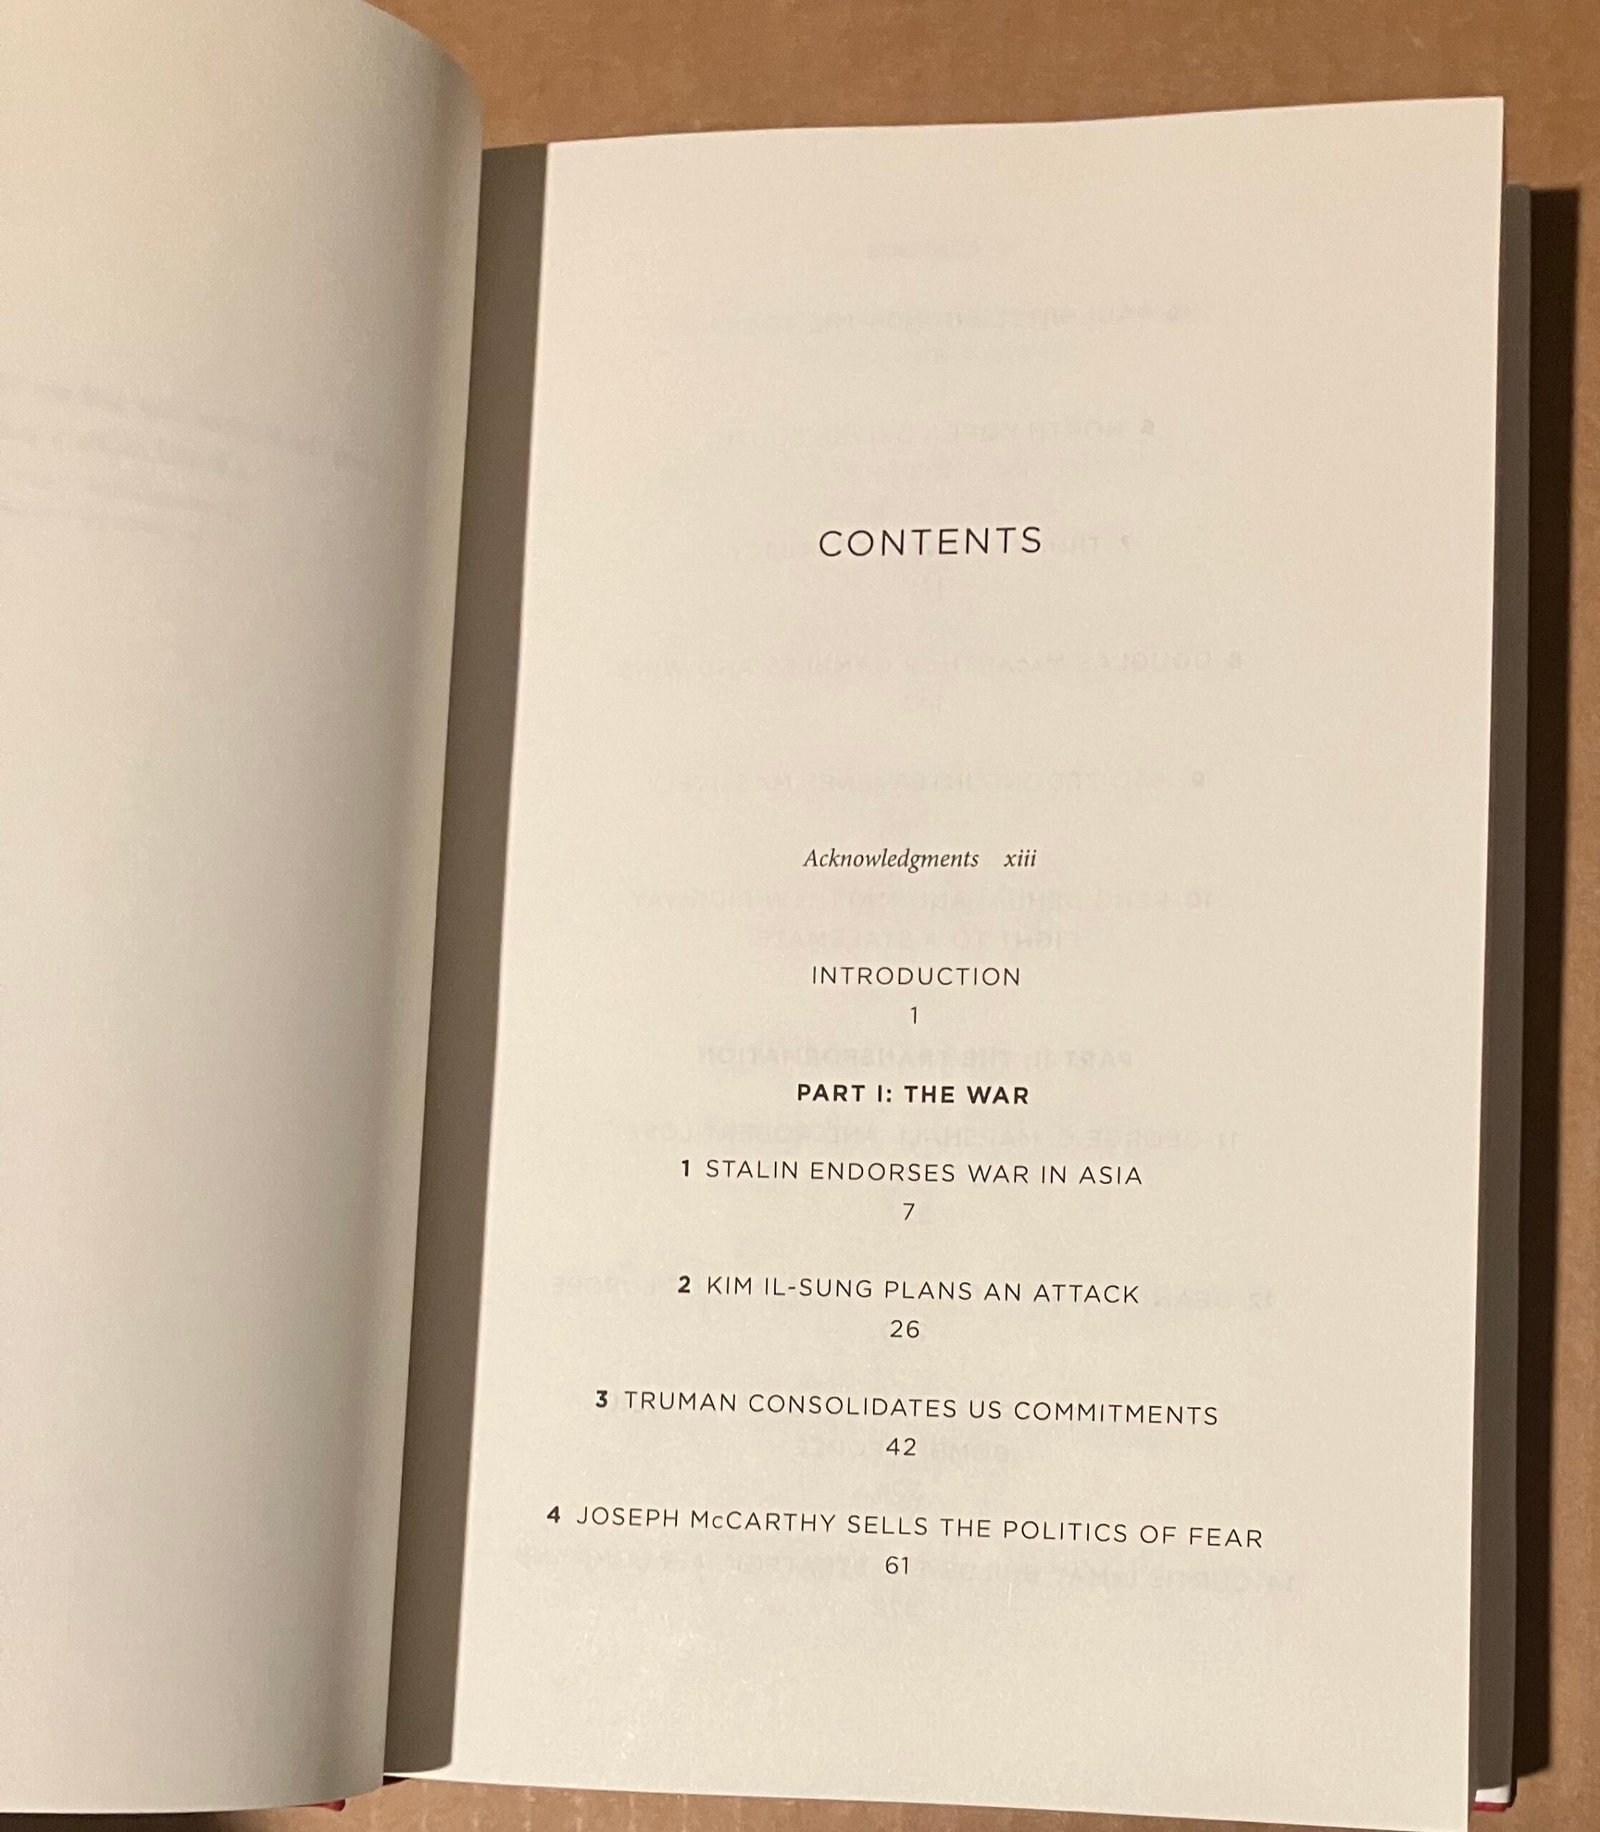 CONTENTS
Acknowledgments xiii
INTRODUCTION
1
PART I: THE WAR
1 STALIN ENDORSES WAR IN ASIA
7
2 KIM IL-SUNG PLANS AN ATTACK
26
3 TRUMAN CONSOLIDATES US COMMITMENTS
42
4 JOSEPH McCARTHY SELLS THE POLITICS OF FEAR
61